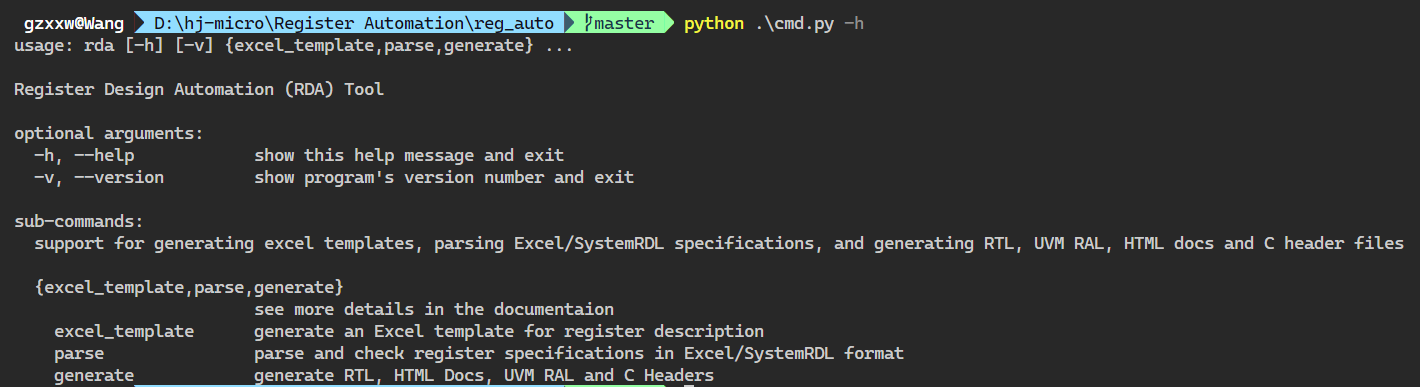 gzxxw@Wang D:\hj-micro\Register Automation\reg_auto master python .\cmd.py -h
usage: rda [-h] [-v] {excel_template,parse,generate} ...
Register Design Automation (RDA) Tool
optional arguments:
-h, --help show this help message and exit
-v, --version show program's version number and exit
sub-commands:
support for generating excel templates, parsing Excel/SystemRDL specifications, and generating RTL, UVM RAL, HTML docs and C header files
{excel_template,parse,generate}
see more details in the documentaion
excel_template generate an Excel template for register description
parse parse and check register specifications in Excel/SystemRDL format
generate generate RTL, HTML Docs, UVM RAL and C Headers